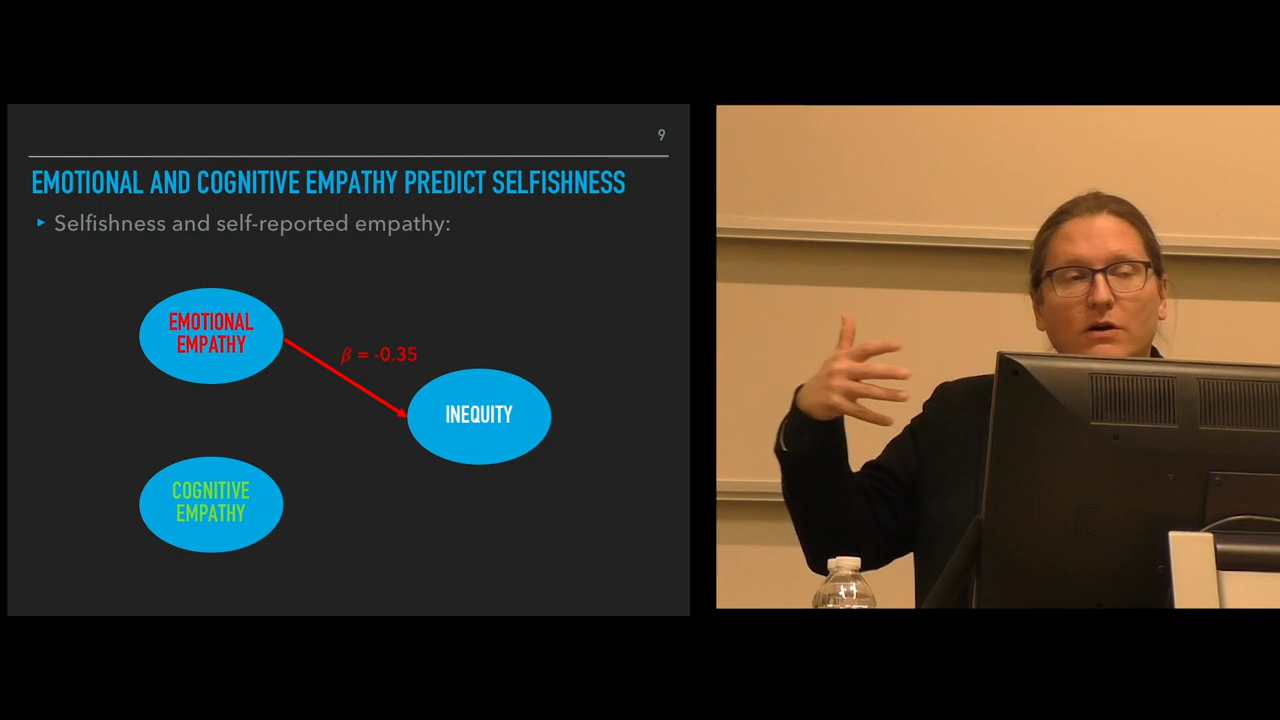 9
EMOTIONAL AND COGNITIVE EMPATHY PREDICT SELFISHNESS
▸ Selfishness and self-reported empathy:
EMOTIONAL
EMPATHY
β = -0.35
INEQUITY
COGNITIVE
EMPATHY